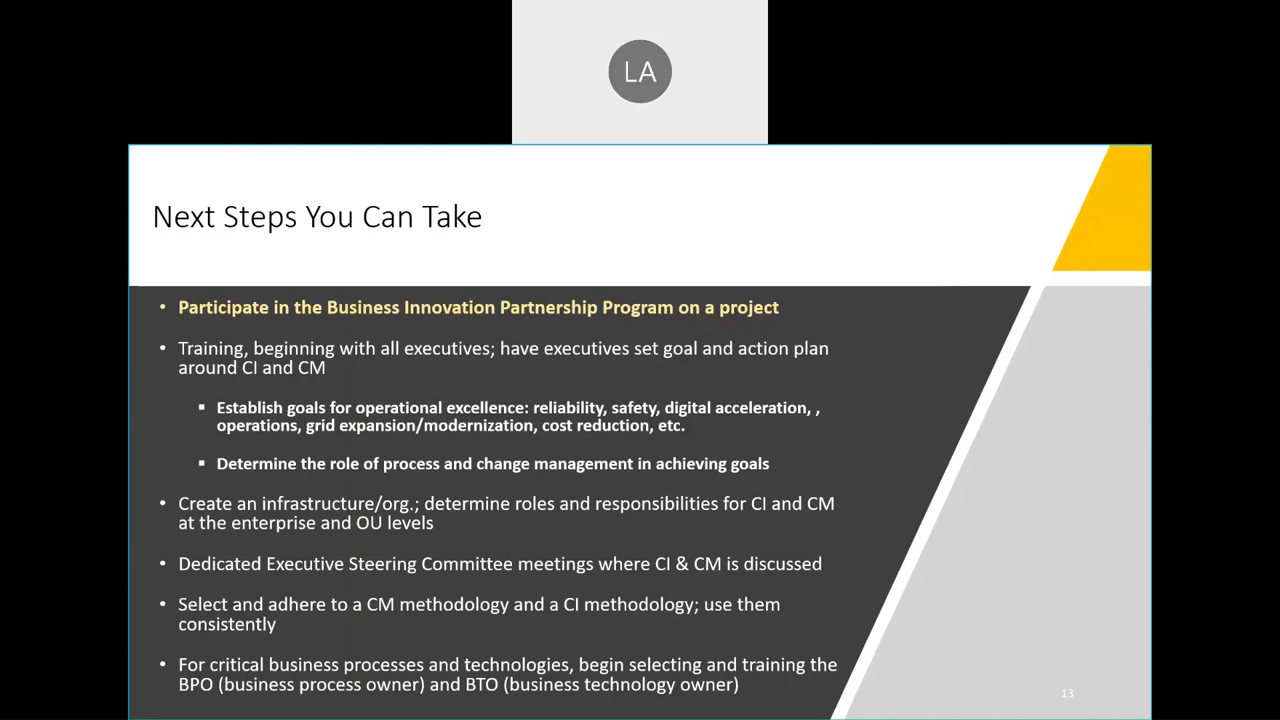 LA
Next Steps You Can Take
• Participate in the Business Innovation Partnership Program on a project
• Training, beginning with all executives; have executives set goal and action plan
around CI and CM
▪ Establish goals for operational excellence: reliability, safety, digital acceleration, ,
operations, grid expansion/modernization, cost reduction, etc.
▪ Determine the role of process and change management in achieving goals
• Create an infrastructure/org.; determine roles and responsibilities for CI and CM
at the enterprise and OU levels
• Dedicated Executive Steering Committee meetings where CI & CM is discussed
• Select and adhere to a CM methodology and a CI methodology; use them
consistently
• For critical business processes and technologies, begin selecting and training the
BPO (business process owner) and BTO (business technology owner)
13